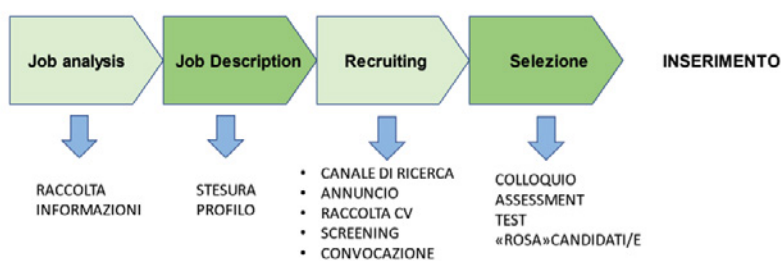 Job analysis
Job Description
Recruiting
Selezione
INSERIMENTO
RACCOLTA
INFORMAZIONI
STESURA
PROFILO
• CANALE DI RICERCA
• ANNUNCIO
• RACCOLTA CV
• SCREENING
• CONVOCAZIONE
COLLOQUIO
ASSESSMENT
TEST
«ROSA»CANDIDATI/E